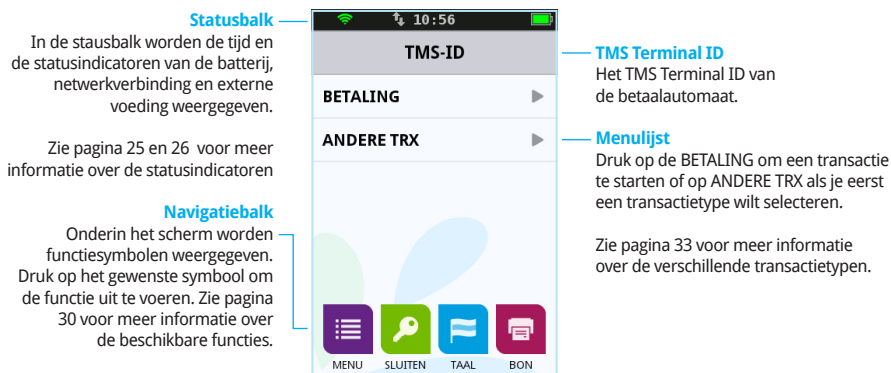 Statusbalk
In de stausbalk worden de tijd en
de statusindicatoren van de batterij,
netwerkverbinding en externe
voeding weergegeven.
Zie pagina 25 en 26 voor meer
informatie over de statusindicatoren
Navigatiebalk
Onderin het scherm worden
functiesymbolen weergegeven.
Druk op het gewenste symbool om
de functie uit te voeren. Zie pagina
30 voor meer informatie over
de beschikbare functies.
10:56
TMS-ID
BETALING
ANDERE TRX
MENU
SLUITEN
TAAL
BON
TMS Terminal ID
Het TMS Terminal ID van
de betaalautomaat.
Menulijst
Druk op de BETALING om een transactie
te starten of op ANDERE TRX als je eerst
een transactietype wilt selecteren.
Zie pagina 33 voor meer informatie
over de verschillende transactietypen.